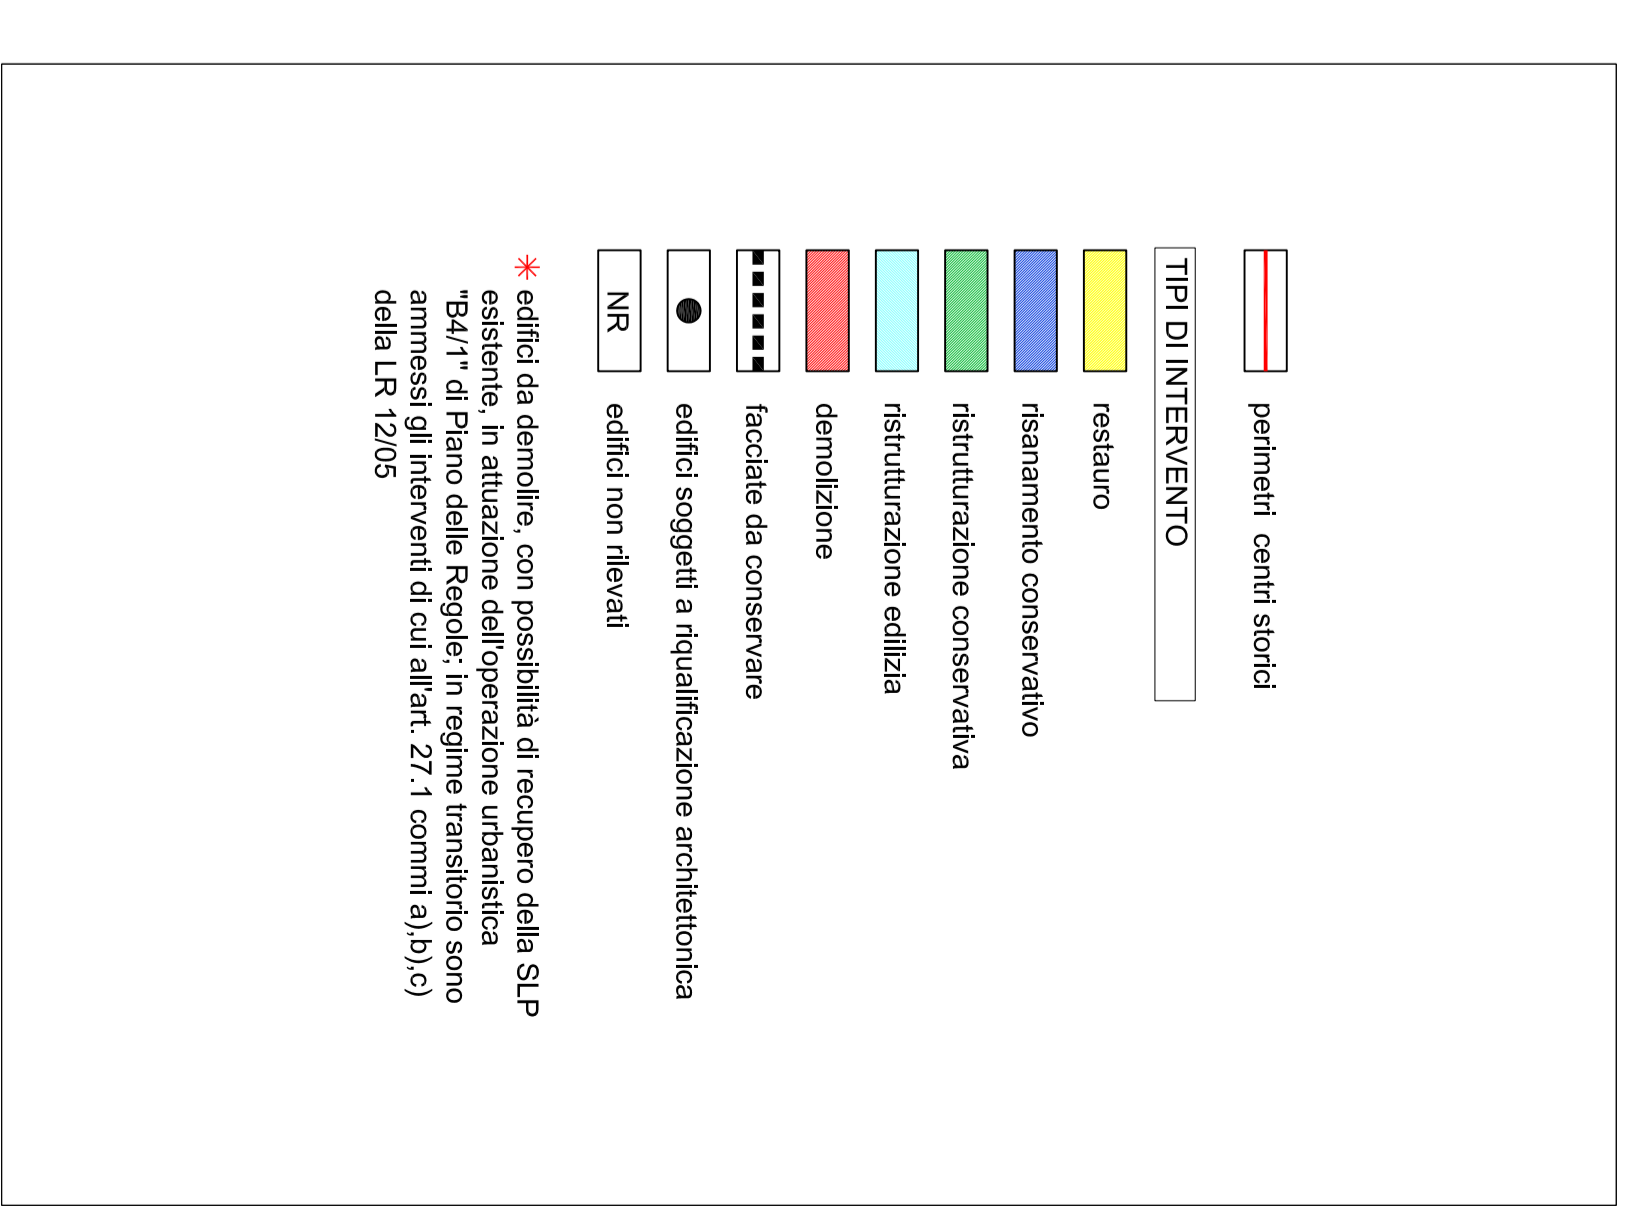 perimetri  centri storici
TIPI DI INTERVENTO
restauro
risanamento conservativo
ristrutturazione conservativa
ristrutturazione edilizia
demolizione
facciate da conservare
edifici soggetti a riqualificazione architettonica
NR edifici non rilevati
edifici da demolire, con possibilità di recupero della SLP
esistente, in attuazione dell'operazione urbanistica
"B4/1" di Piano delle Regole; in regime transitorio sono
ammessi gli interventi di cui all'art. 27.1 commi a),b),c)
della LR 12/05